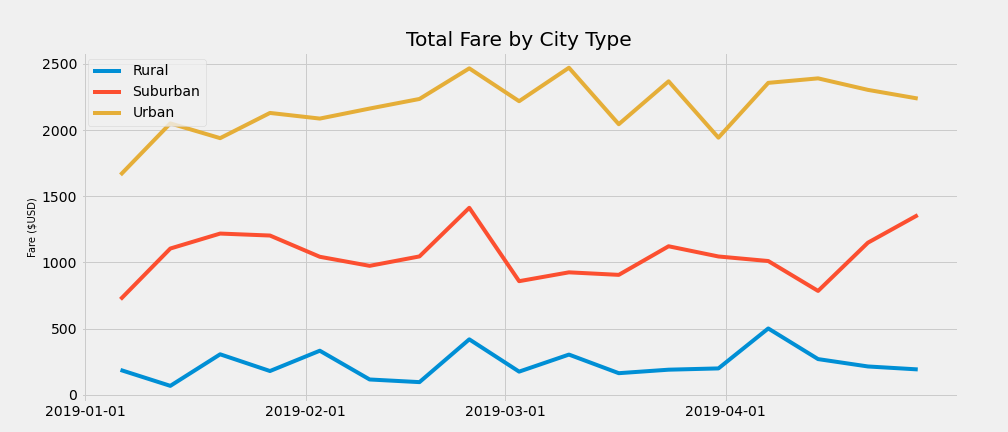 Total Fare by City Type
Rural
Suburban
Urban
Fare ($USD)
2500
2000
1500
1000
500
0
2019-01-01 2019-02-01 2019-03-01 2019-04-01